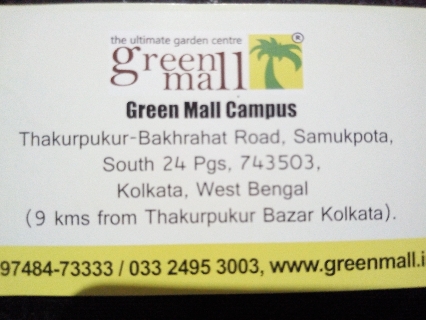 the ultimate garden centre
green
mall
®
Green Mall Campus
Thakurpukur-Bakhrahat Road, Samukpota,
South 24 Pgs, 743503,
Kolkata, West Bengal
(9 kms from Thakurpukur Bazar Kolkata).
97484-73333 / 033 2495 3003, www.greenmall.i